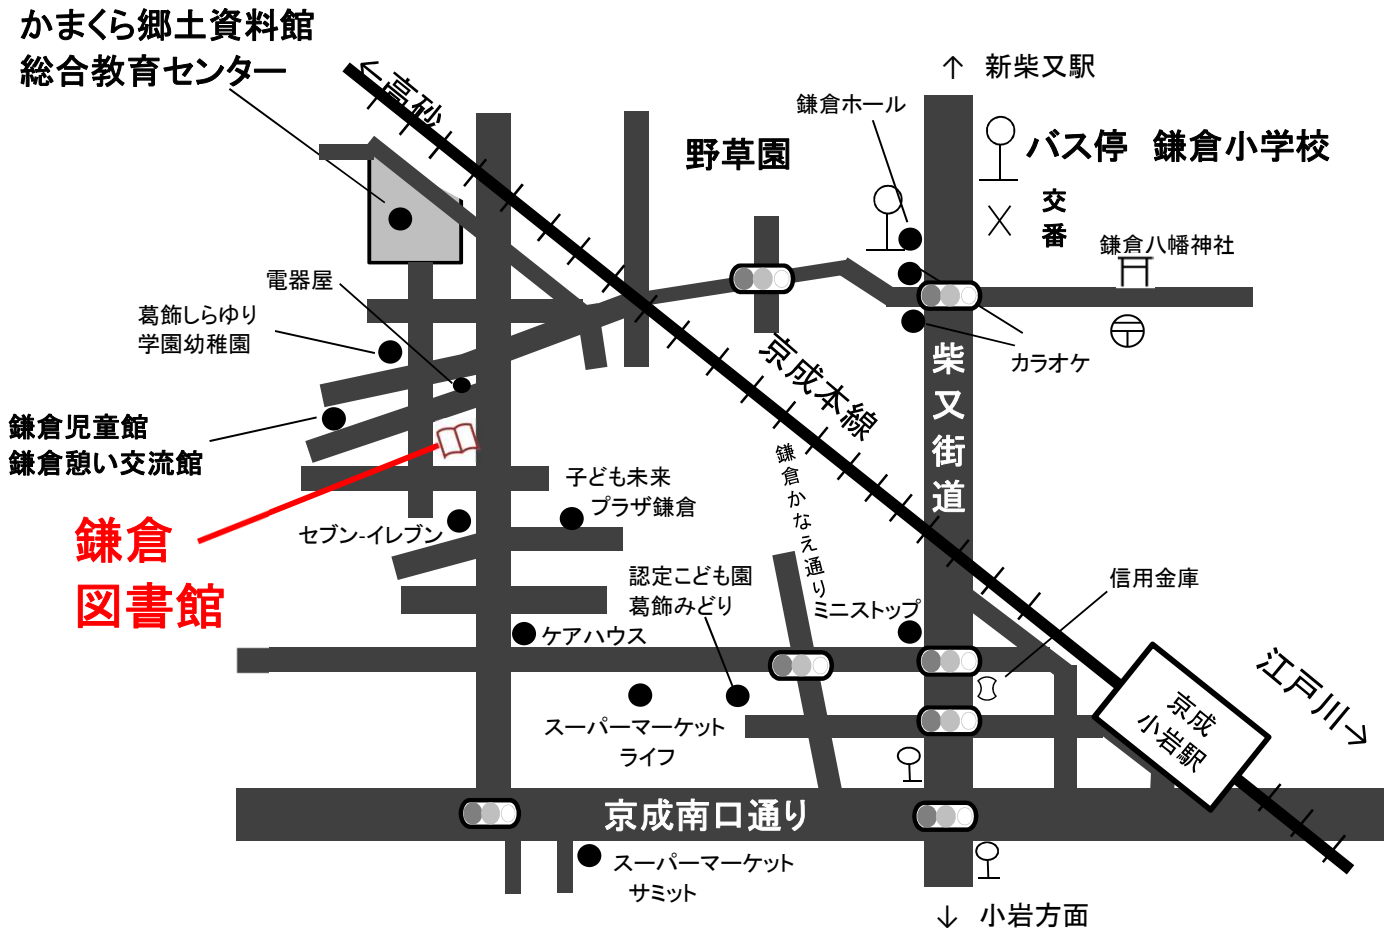 かまくら郷土資料館
総合教育センター
←高砂
↑ 新柴又駅
鎌倉ホール
野草園
バス停 鎌倉小学校
交番
鎌倉八幡神社
電器屋
葛飾しらゆり
学園幼稚園
カラオケ
京成本線
柴又街道
鎌倉児童館
鎌倉憩い交流館
鎌倉かなえ通り
子ども未来
プラザ鎌倉
セブン-イレブン
鎌倉
図書館
認定こども園
葛飾みどり
ミニストップ
信用金庫
ケアハウス
江戸川→
京成
小岩駅
スーパーマーケット
ライフ
京成南口通り
スーパーマーケット
サミット
↓ 小岩方面